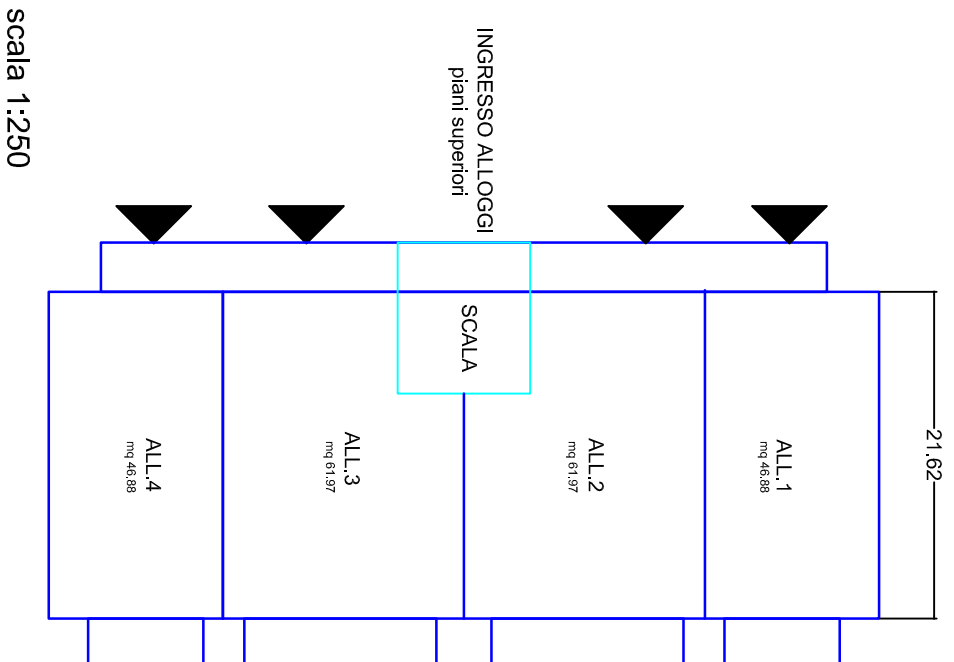 scala 1:250
INGRESSO ALLOGGI
piani superiori
SCALA
21.62
ALL.1
mq 46.88
ALL.2
mq 61.97
ALL.3
mq 61.97
ALL.4
mq 46.88